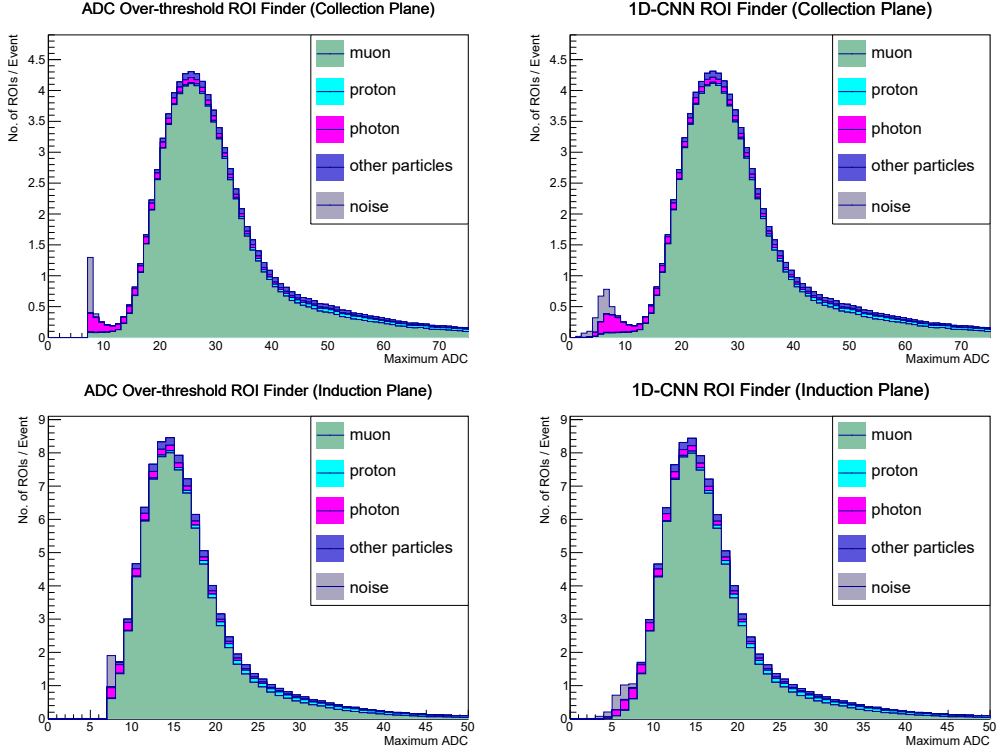 ADC Over-threshold ROI Finder (Collection Plane)
No. of ROIs / Event
4.5
4
3.5
3
2.5
2
1.5
1
0.5
0
muon
proton
photon
other particles
noise
0 10 20 30 40 50 60 70
Maximum ADC
1D-CNN ROI Finder (Collection Plane)
No. of ROIs / Event
4.5
4
3.5
3
2.5
2
1.5
1
0.5
0
muon
proton
photon
other particles
noise
0 10 20 30 40 50 60 70
Maximum ADC
ADC Over-threshold ROI Finder (Induction Plane)
No. of ROIs / Event
9
8
7
6
5
4
3
2
1
0
muon
proton
photon
other particles
noise
0 5 10 15 20 25 30 35 40 45 50
Maximum ADC
1D-CNN ROI Finder (Induction Plane)
No. of ROIs / Event
9
8
7
6
5
4
3
2
1
0
muon
proton
photon
other particles
noise
0 5 10 15 20 25 30 35 40 45 50
Maximum ADC